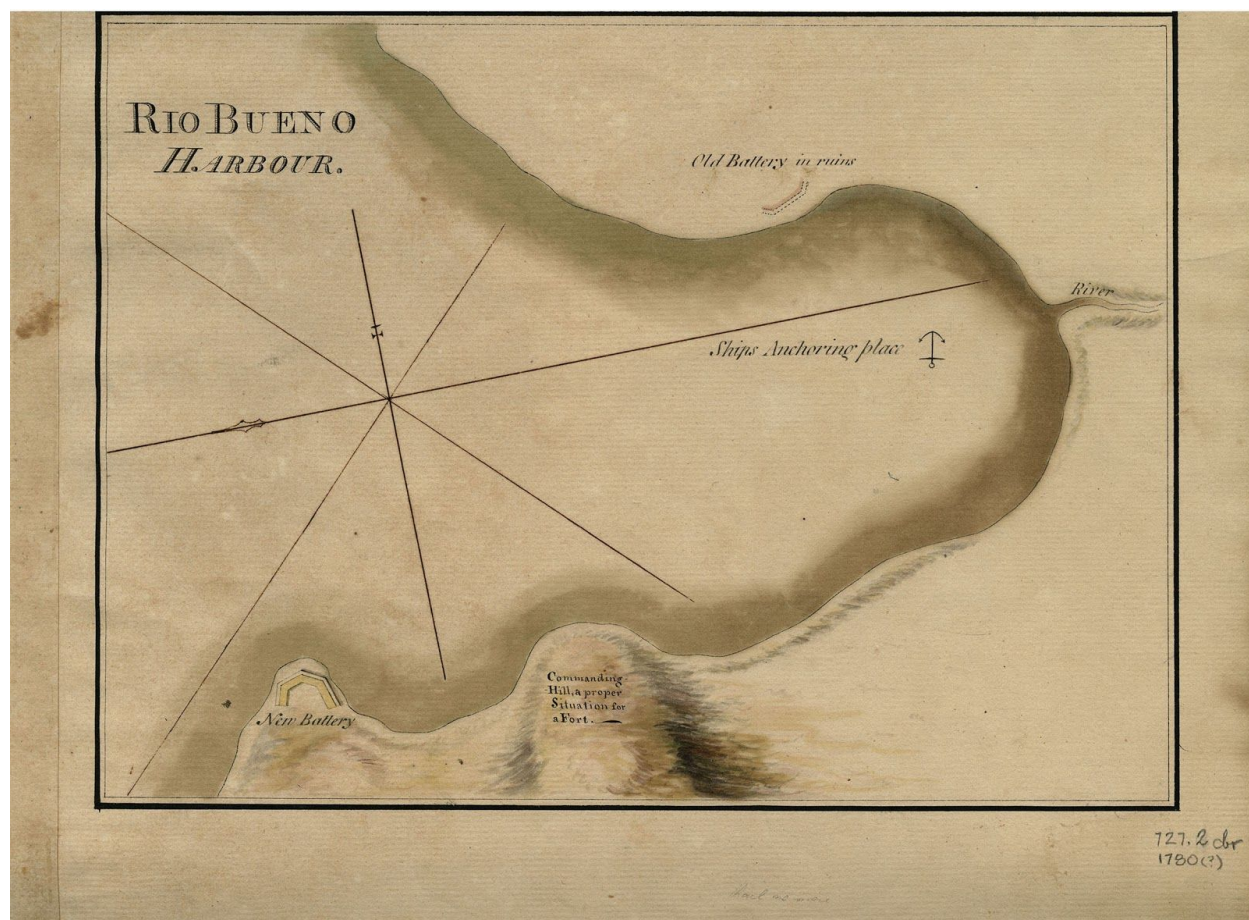 RIO BUENO
HARBOUR.
Old Battery in ruins
River
Ships Anchoring place
Commanding
Hill, a proper
Situation for
a Fort.
New Battery
727.2 cbr
1780(?)